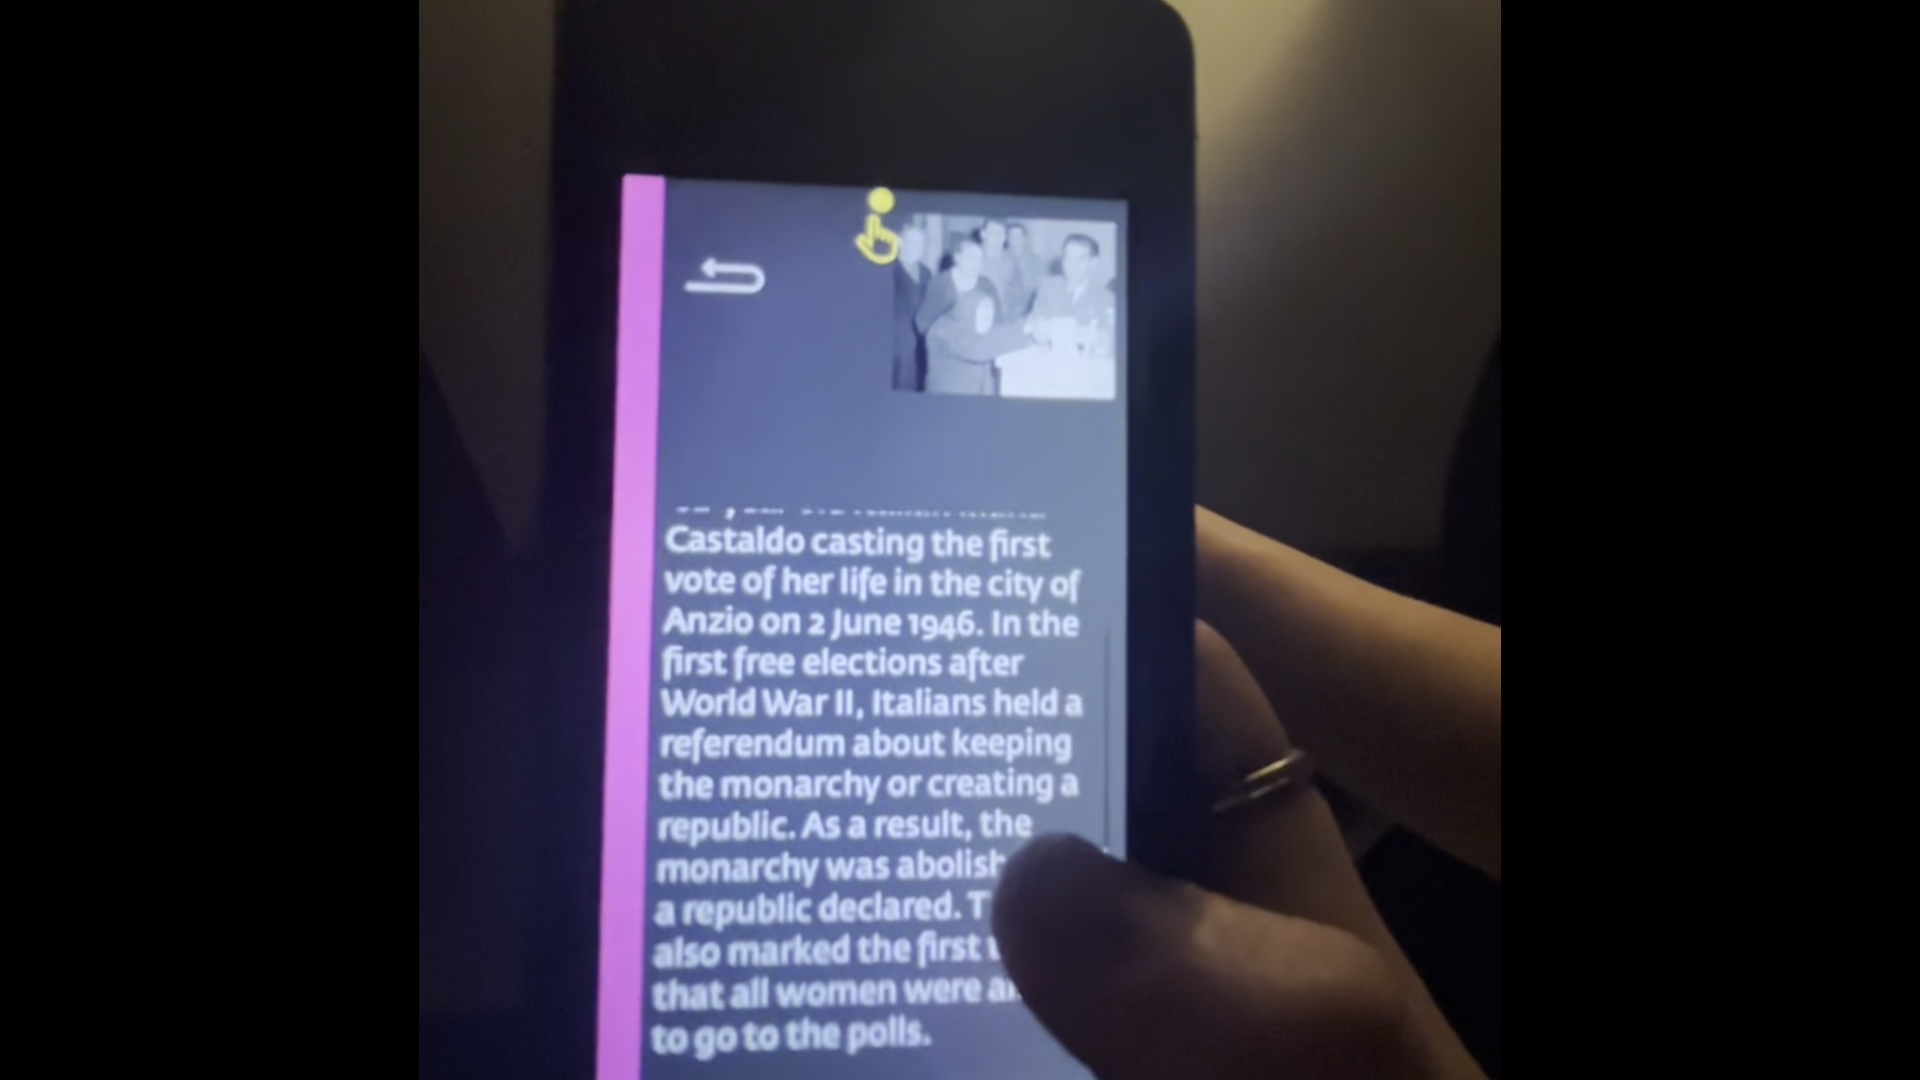 Castaldo casting the first
vote of her life in the city of
Anzio on 2 June 1946. In the
first free elections after
World War II, Italians held a
referendum about keeping
the monarchy or creating a
republic. As a result, the
monarchy was
a republic declared.
also marked the first
that all women were
to go to the polls.